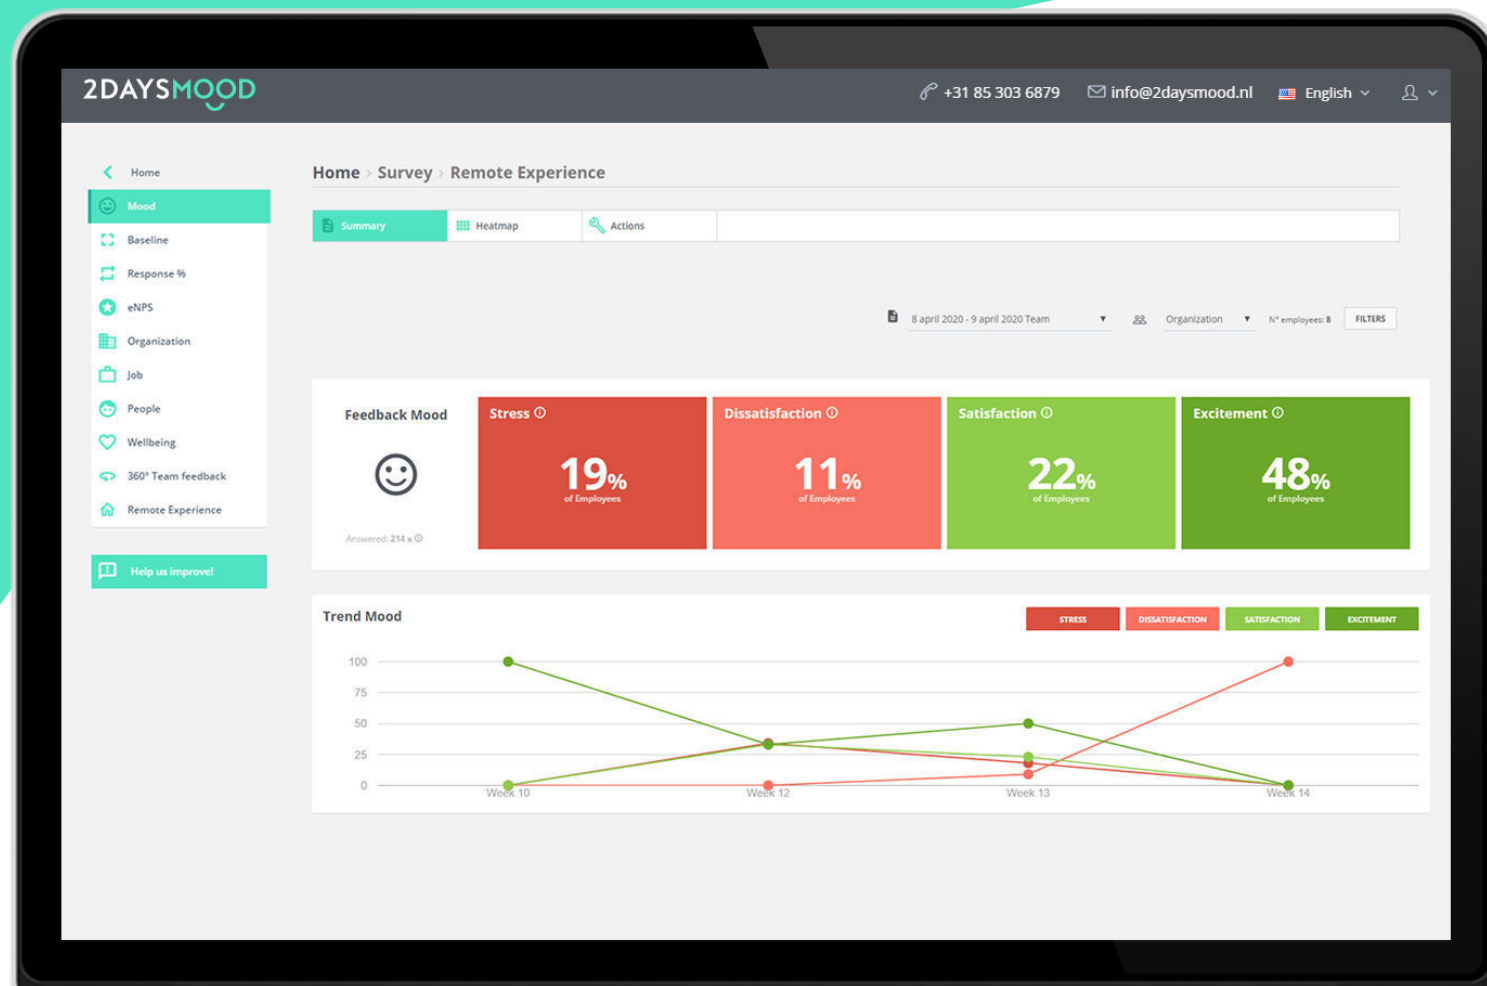 2DAYSMOOD
+31 85 303 6879
info@2daysmood.nl
English
Home
Mood
Baseline
Response %
eNPS
Organization
Job
People
Wellbeing
360° Team feedback
Remote Experience
Help us improve!
Home › Survey › Remote Experience
Summary
Heatmap
Actions
8 april 2020 - 9 april 2020 Team
Organization
N° employees: 8
FILTERS
Feedback Mood
Answered: 214 x
Stress
19%
of Employees
Dissatisfaction
11%
of Employees
Satisfaction
22%
of Employees
Excitement
48%
of Employees
Trend Mood
STRESS
DISSATISFACTION
SATISFACTION
EXCITEMENT
100
75
50
25
0
Week 10
Week 12
Week 13
Week 14